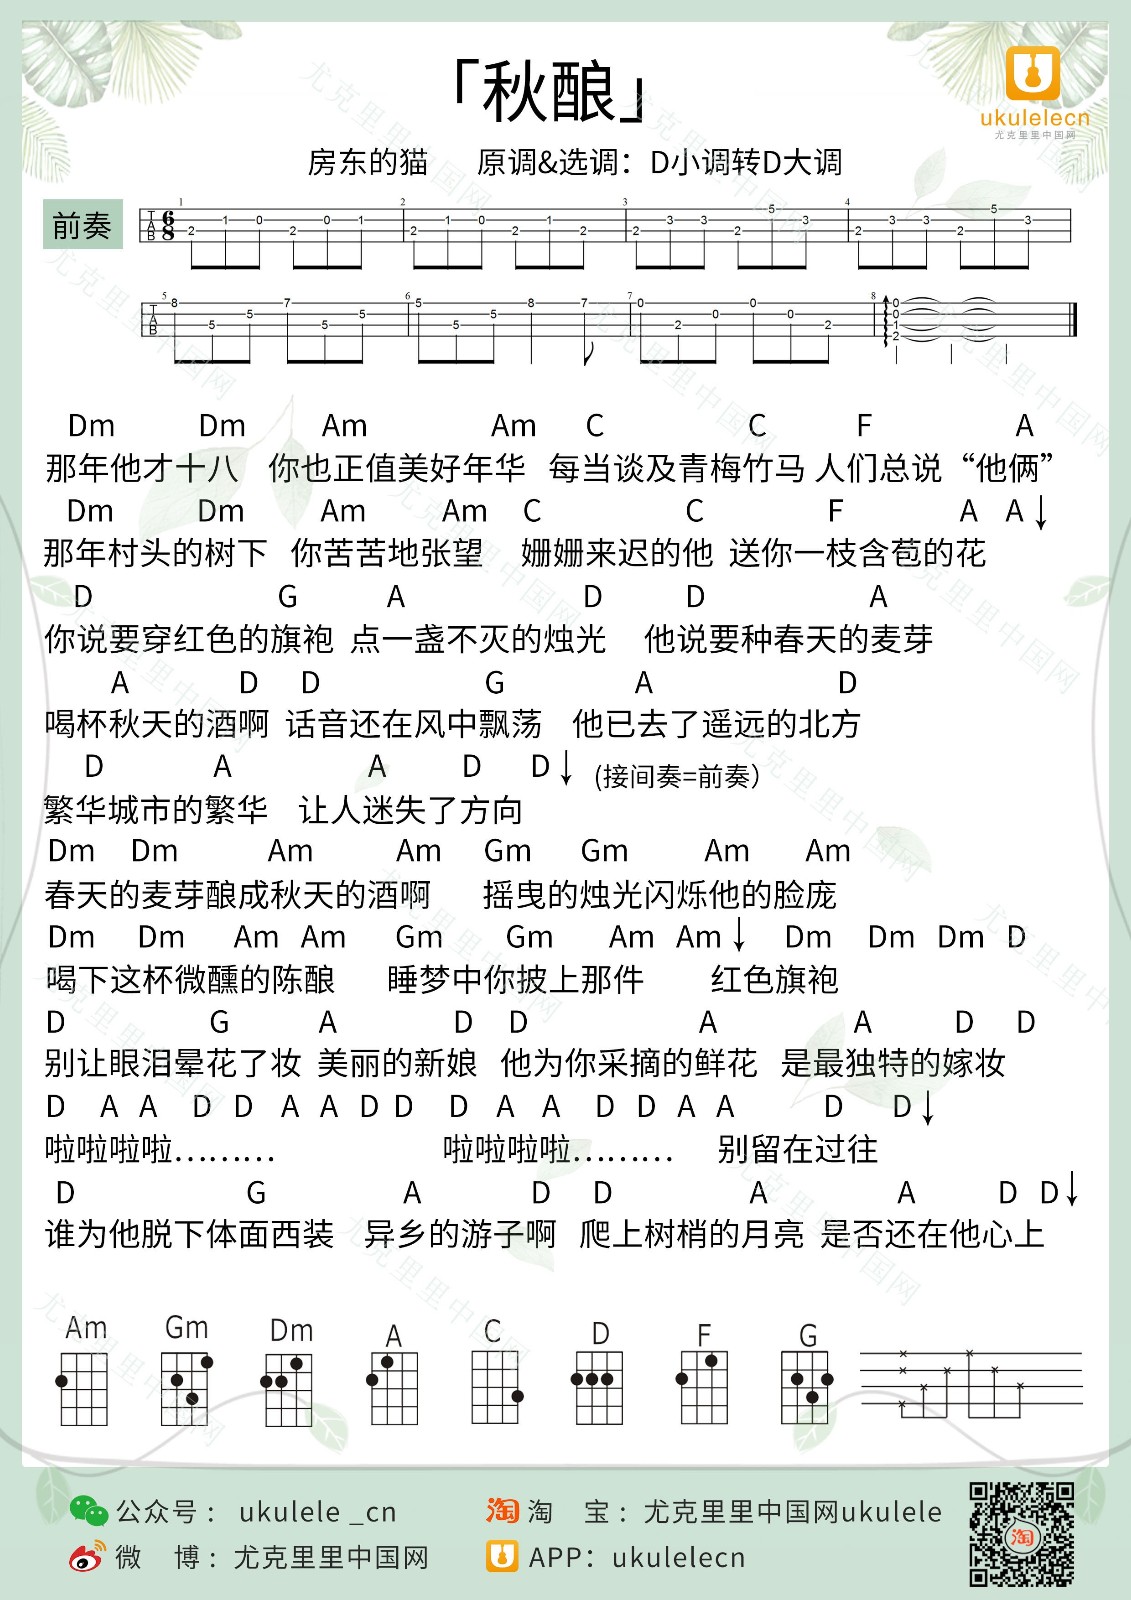 「秋酿」
ukulelecn
尤克里里中国网
房东的猫 原调&选调：D小调转D大调
前奏
Dm Dm Am Am C C F A
那年他才十八 你也正值美好年华 每当谈及青梅竹马 人们总说“他俩”
Dm Dm Am Am C C F A A↓
那年村头的树下 你苦苦地张望 姗姗来迟的他 送你一枝含苞的花
D G A D D A
你说要穿红色的旗袍 点一盏不灭的烛光 他说要种春天的麦芽
A D D G A D
喝杯秋天的酒啊 话音还在风中飘荡 他已去了遥远的北方
D A A D D↓ (接间奏=前奏）
繁华城市的繁华 让人迷失了方向
Dm Dm Am Am Gm Gm Am Am
春天的麦芽酿成秋天的酒啊 摇曳的烛光闪烁他的脸庞
Dm Dm Am Am Gm Gm Am Am↓ Dm Dm Dm D
喝下这杯微醺的陈酿 睡梦中你披上那件 红色旗袍
D G A D D A A D D
别让眼泪晕花了妆 美丽的新娘 他为你采摘的鲜花 是最独特的嫁妆
D A A D D A A D D D A A D D A A D D↓
啦啦啦啦……… 啦啦啦啦……… 别留在过往
D G A D D A A D D↓
谁为他脱下体面西装 异乡的游子啊 爬上树梢的月亮 是否还在他心上
Am Gm Dm A C D F G
公众号： ukulele _cn
淘 宝：尤克里里中国网ukulele
微 博：尤克里里中国网
APP：ukulelecn
淘